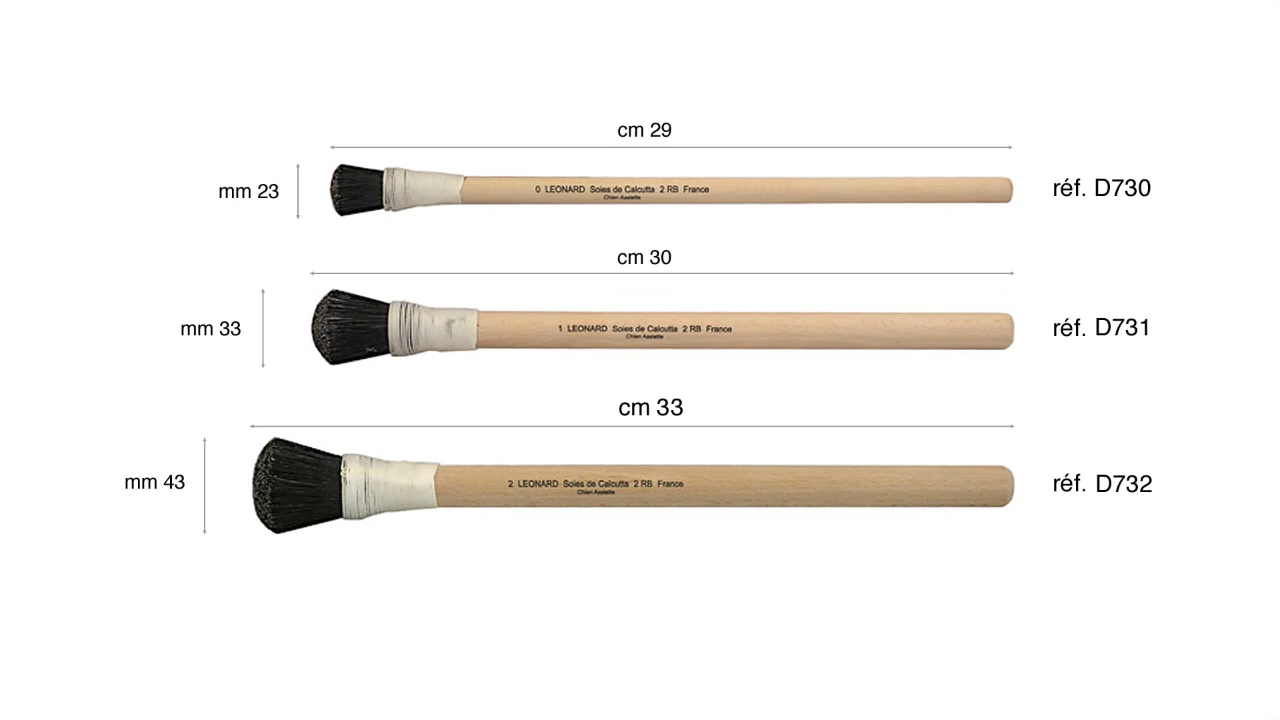 cm 29
mm 23
0 LEONARD Soies de Calcutta 2 RB France
Chien Assiette
réf. D730
cm 30
mm 33
1 LEONARD Soies de Calcutta 2 RB France
Chien Assiette
réf. D731
cm 33
mm 43
2 LEONARD Soies de Calcutta 2 RB France
Chien Assiette
réf. D732